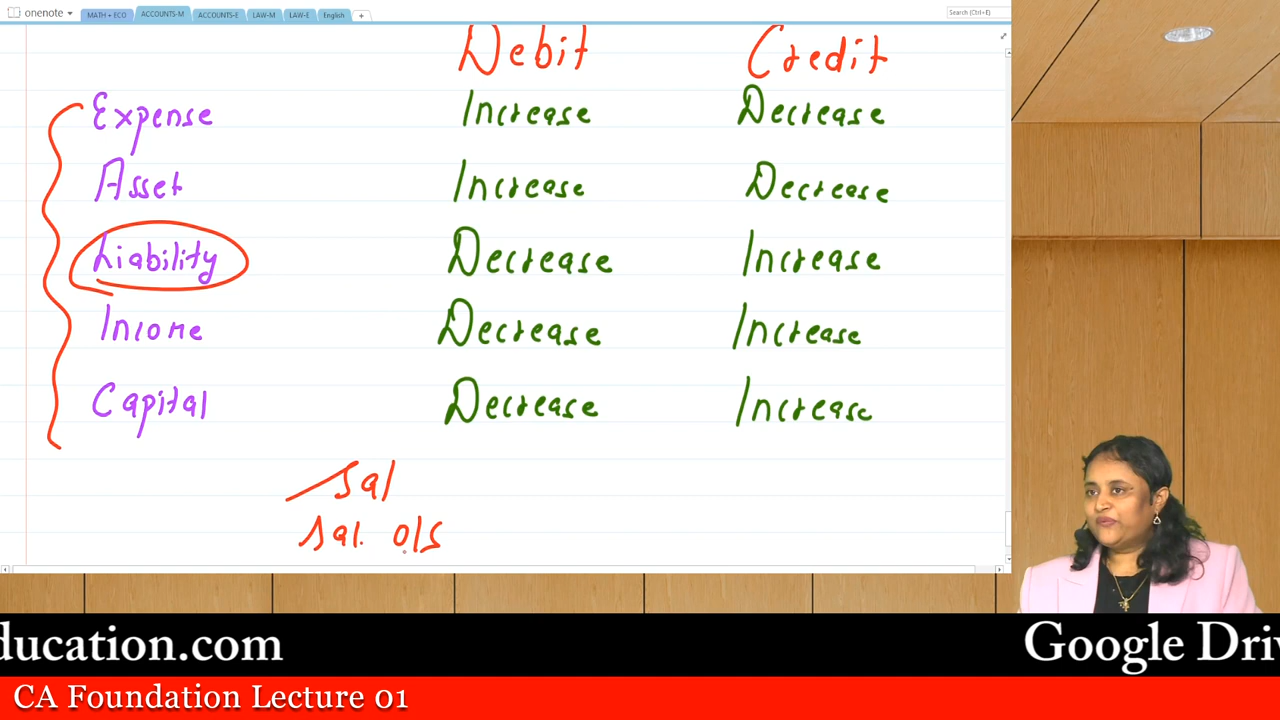 onenote
MATH + ECO ACCOUNTS-M ACCOUNTS-E LAW-M LAW-E English +
Search (Ctrl+E)
Debit Credit
Expense Increase Decrease
Asset Increase Decrease
Liability Decrease Increase
Income Decrease Increase
Capital Decrease Increase
Sal
Sal. o/s
ducation.com Google Driv
CA Foundation Lecture 01